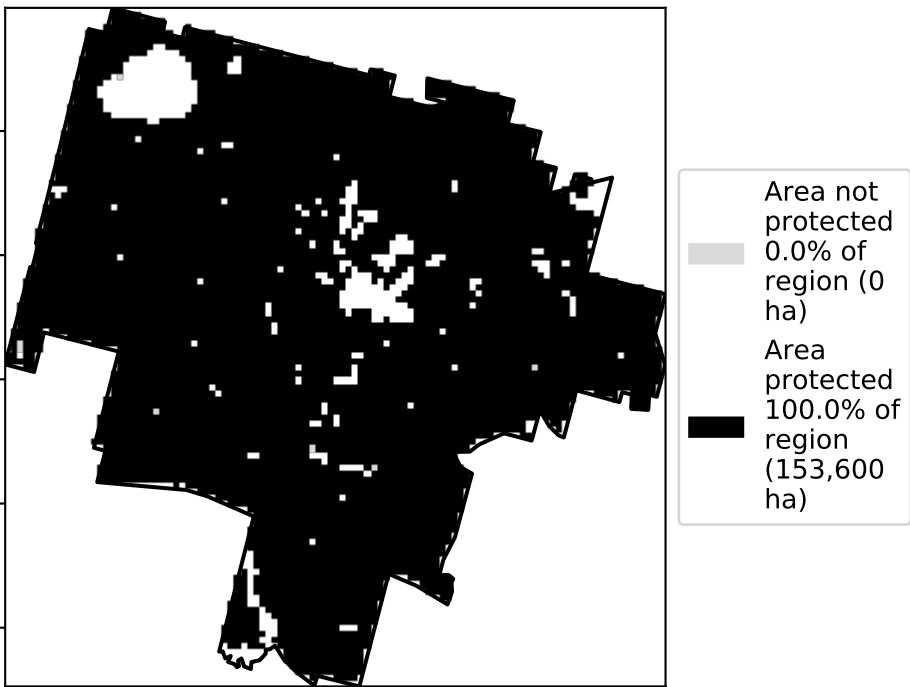 Area not
protected
0.0% of
region (0
ha)
Area
protected
100.0% of
region
(153,600
ha)